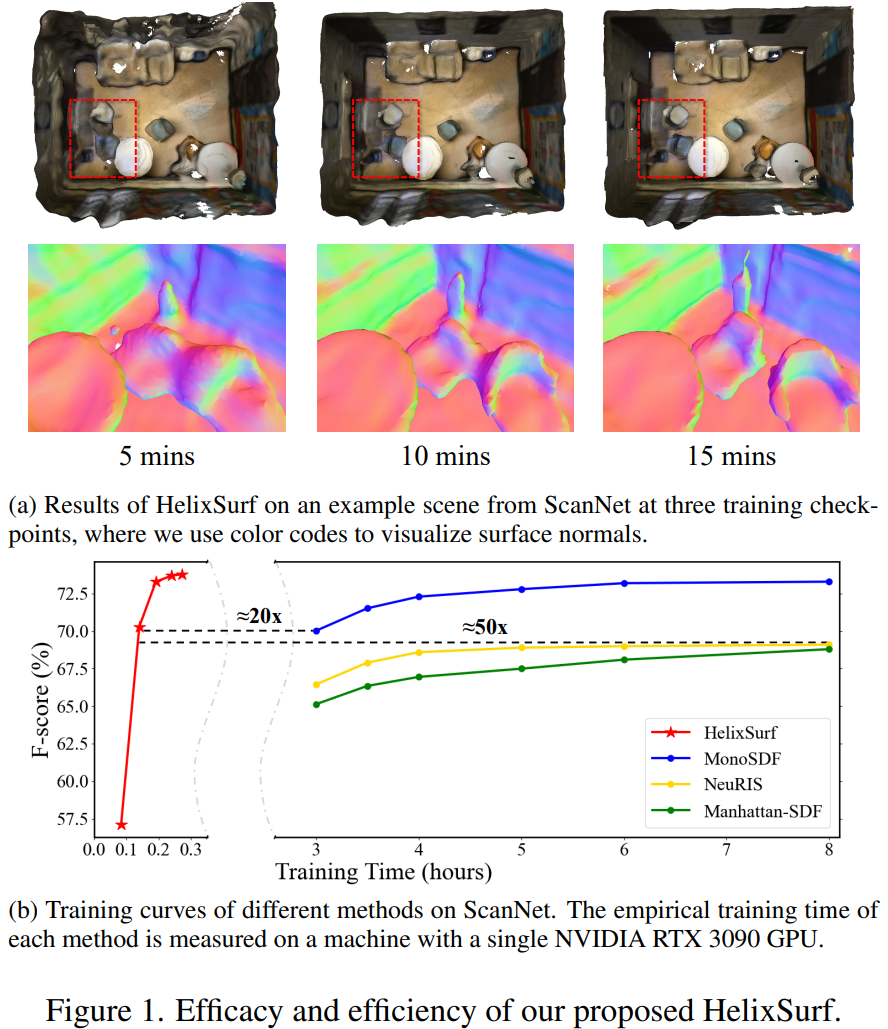 5 mins
10 mins
15 mins
(a) Results of HelixSurf on an example scene from ScanNet at three training check-
points, where we use color codes to visualize surface normals.
F-score (%)
72.5
70.0
67.5
65.0
62.5
60.0
57.5
≈20x
≈50x
HelixSurf
MonoSDF
NeuRIS
Manhattan-SDF
0.0 0.1 0.2 0.3 3 4 5 6 7 8
Training Time (hours)
(b) Training curves of different methods on ScanNet. The empirical training time of
each method is measured on a machine with a single NVIDIA RTX 3090 GPU.
Figure 1. Efficacy and efficiency of our proposed HelixSurf.